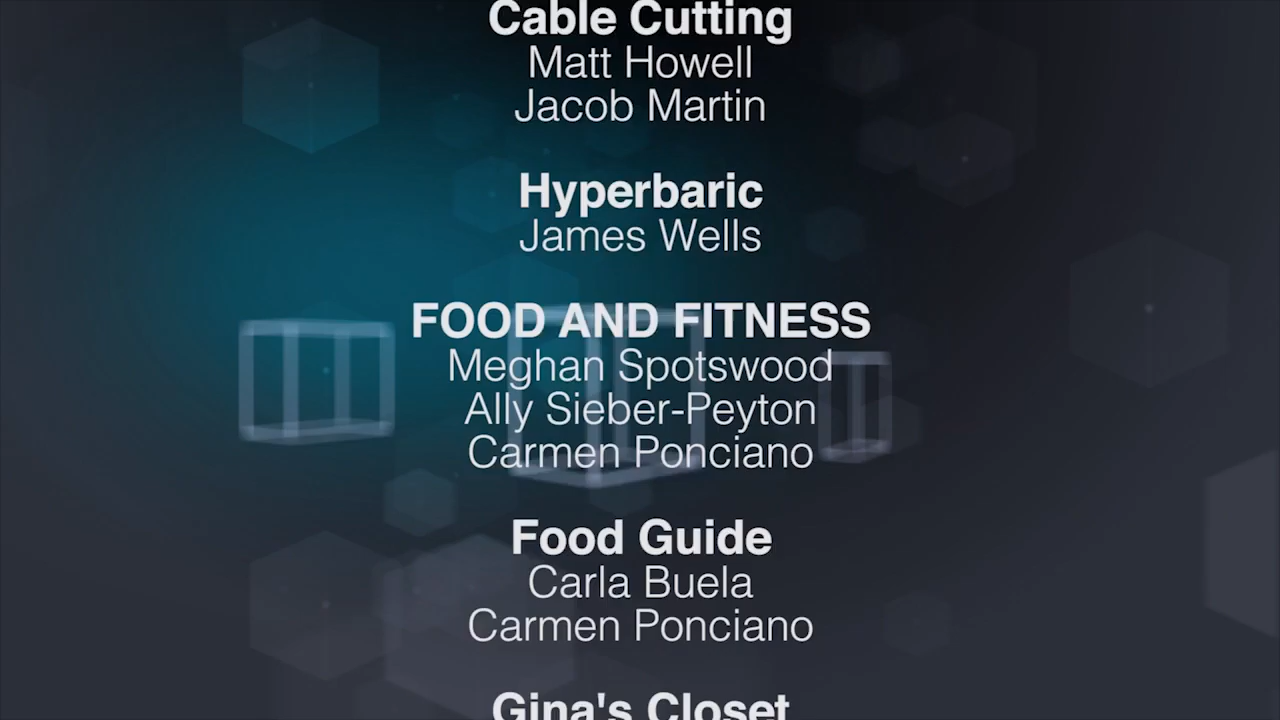 Cable Cutting
Matt Howell
Jacob Martin
Hyperbaric
James Wells
FOOD AND FITNESS
Meghan Spotswood
Ally Sieber-Peyton
Carmen Ponciano
Food Guide
Carla Buela
Carmen Ponciano
Gina's Closet